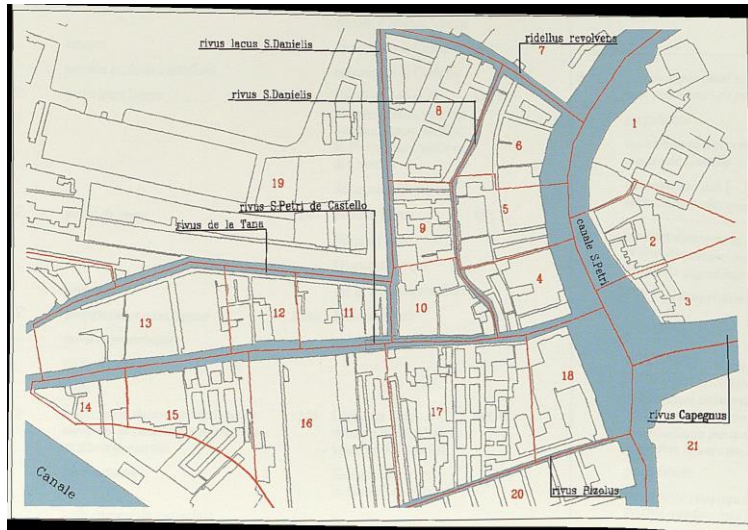 rivus lacus S.Danielis
ridellus revolvens
7
rivus S.Danielis
8
1
6
19
rivus S.Petri de Castello
5
rivus de la Tana
9
canale S.Petri
2
4
3
10
11
12
13
18
rivus Capegnus
14
15
16
17
21
Canale
rivus Pizolus
20